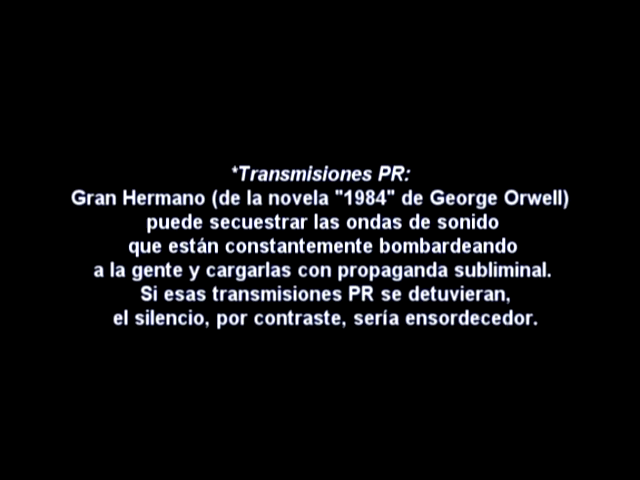 *Transmisiones PR:
Gran Hermano (de la novela "1984" de George Orwell)
puede secuestrar las ondas de sonido
que están constantemente bombardeando
a la gente y cargarlas con propaganda subliminal.
Si esas transmisiones PR se detuvieran,
el silencio, por contraste, sería ensordecedor.